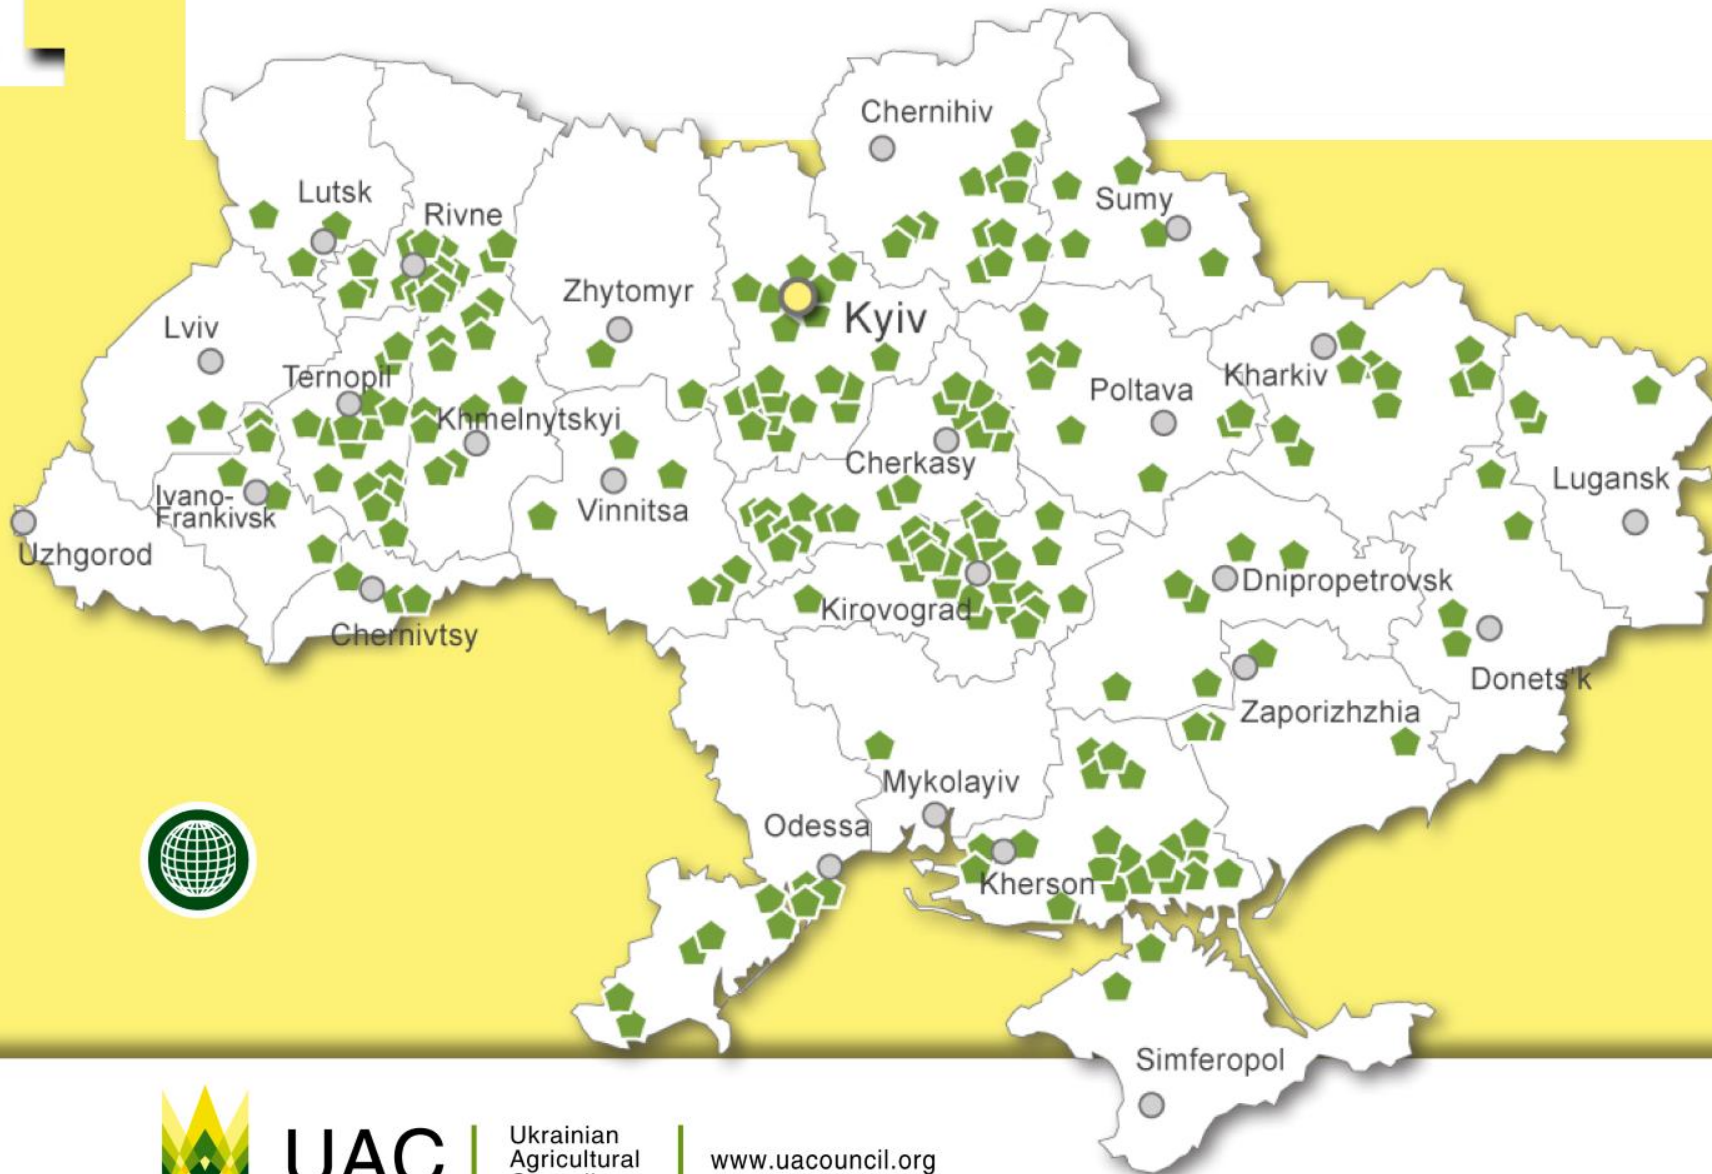 Chernihiv
Lutsk
Rivne
Sumy
Zhytomyr
Kyiv
Lviv
Ternopil
Khmelnytskyi
Poltava
Kharkiv
Cherkasy
Ivano-
Frankivsk
Vinnitsa
Lugansk
Uzhgorod
Dnipropetrovsk
Kirovograd
Chernivtsy
Donets'k
Zaporizhzhia
Mykolayiv
Odessa
Kherson
Simferopol
UAC
Ukrainian
Agricultural
www.uacouncil.org